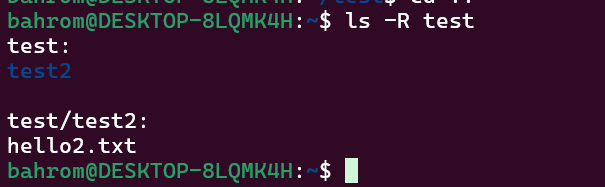 bahrom@DESKTOP-8LQMK4H:~$ ls -R test
test:
test2
test/test2:
hello2.txt
bahrom@DESKTOP-8LQMK4H:~$